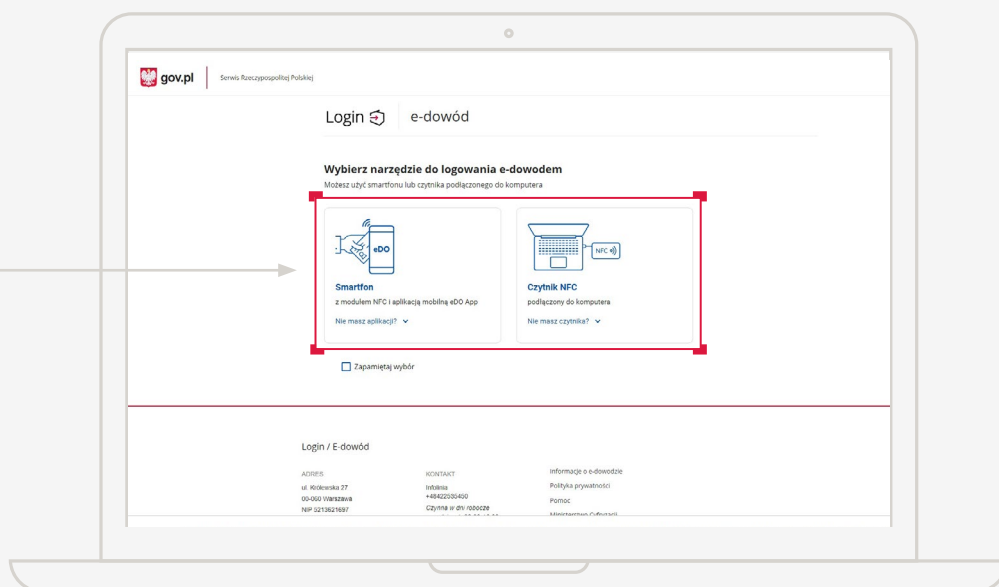 gov.pl
Serwis Rzeczypospolitej Polskiej
Login
e-dowód
Wybierz narzędzie do logowania e-dowodem
Możesz użyć smartfonu lub czytnika podłączonego do komputera
eDO
NFC
Smartfon
z modułem NFC i aplikacją mobilną eDO App
Nie masz aplikacji?
Czytnik NFC
podłączony do komputera
Nie masz czytnika?
Zapamiętaj wybór
Login / E-dowód
ADRES
ul. Królewska 27
00-060 Warszawa
NIP 5213621697
KONTAKT
Infolinia
+48422535450
Czynna w dni robocze
Informacje o e-dowodzie
Polityka prywatności
Pomoc
Ministerstwo Cyfryzacji